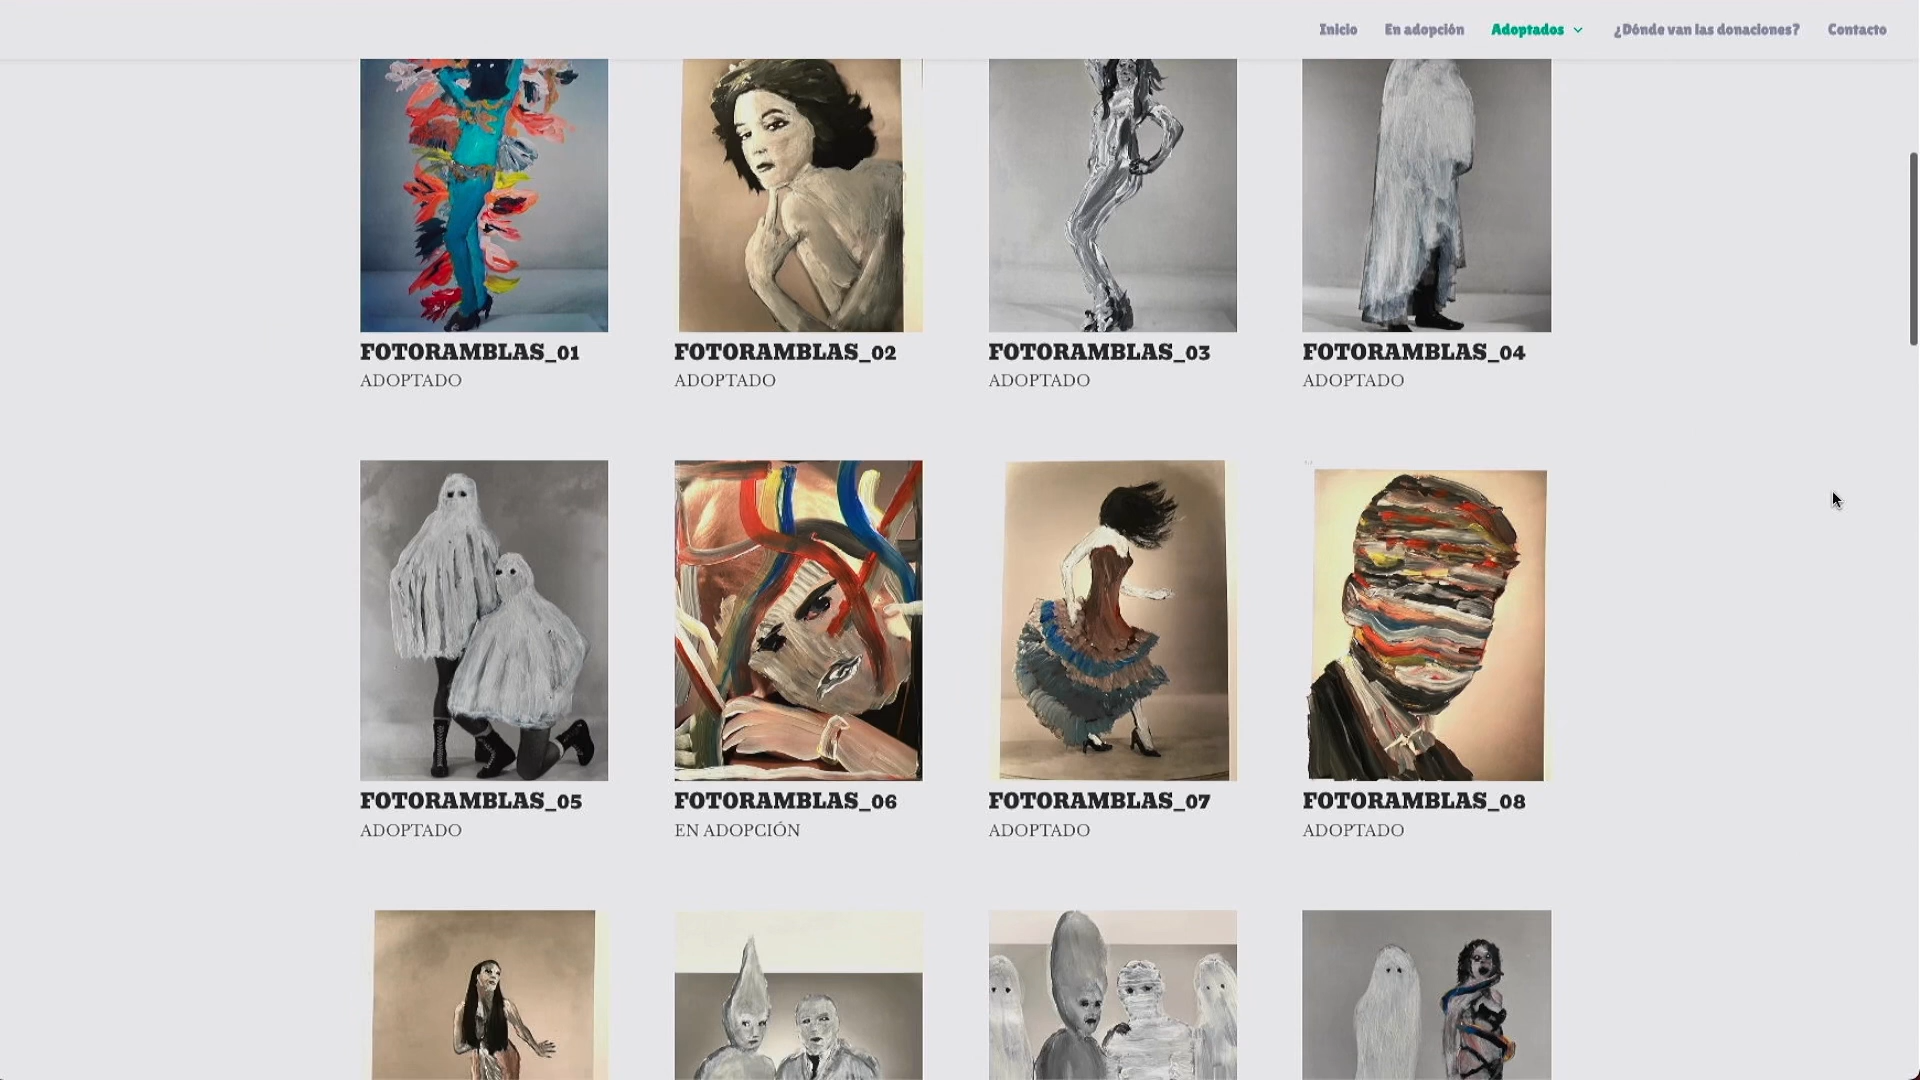 Inicio En adopción Adoptados ¿Dónde van las donaciones? Contacto
FOTORAMBLAS_01 FOTORAMBLAS_02 FOTORAMBLAS_03 FOTORAMBLAS_04
ADOPTADO ADOPTADO ADOPTADO ADOPTADO
FOTORAMBLAS_05 FOTORAMBLAS_06 FOTORAMBLAS_07 FOTORAMBLAS_08
ADOPTADO EN ADOPCIÓN ADOPTADO ADOPTADO